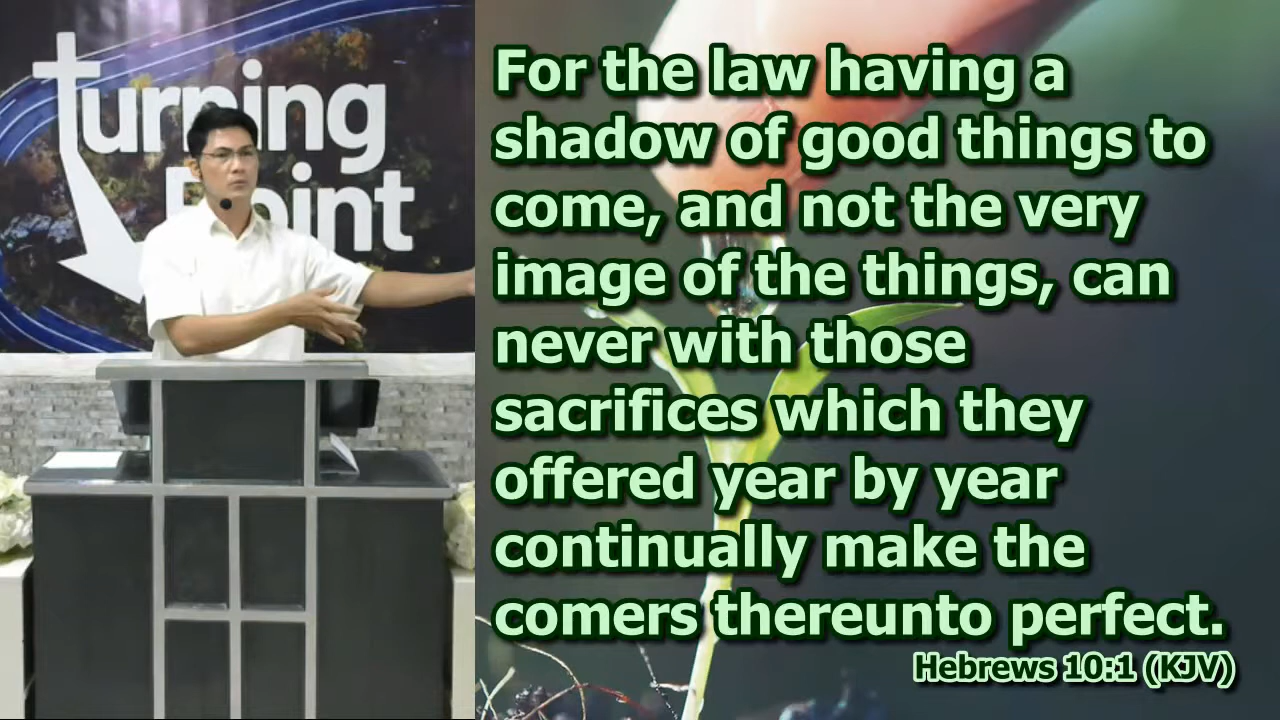 turning
Point
For the law having a
shadow of good things to
come, and not the very
image of the things, can
never with those
sacrifices which they
offered year by year
continually make the
comers thereunto perfect.
Hebrews 10:1 (KJV)